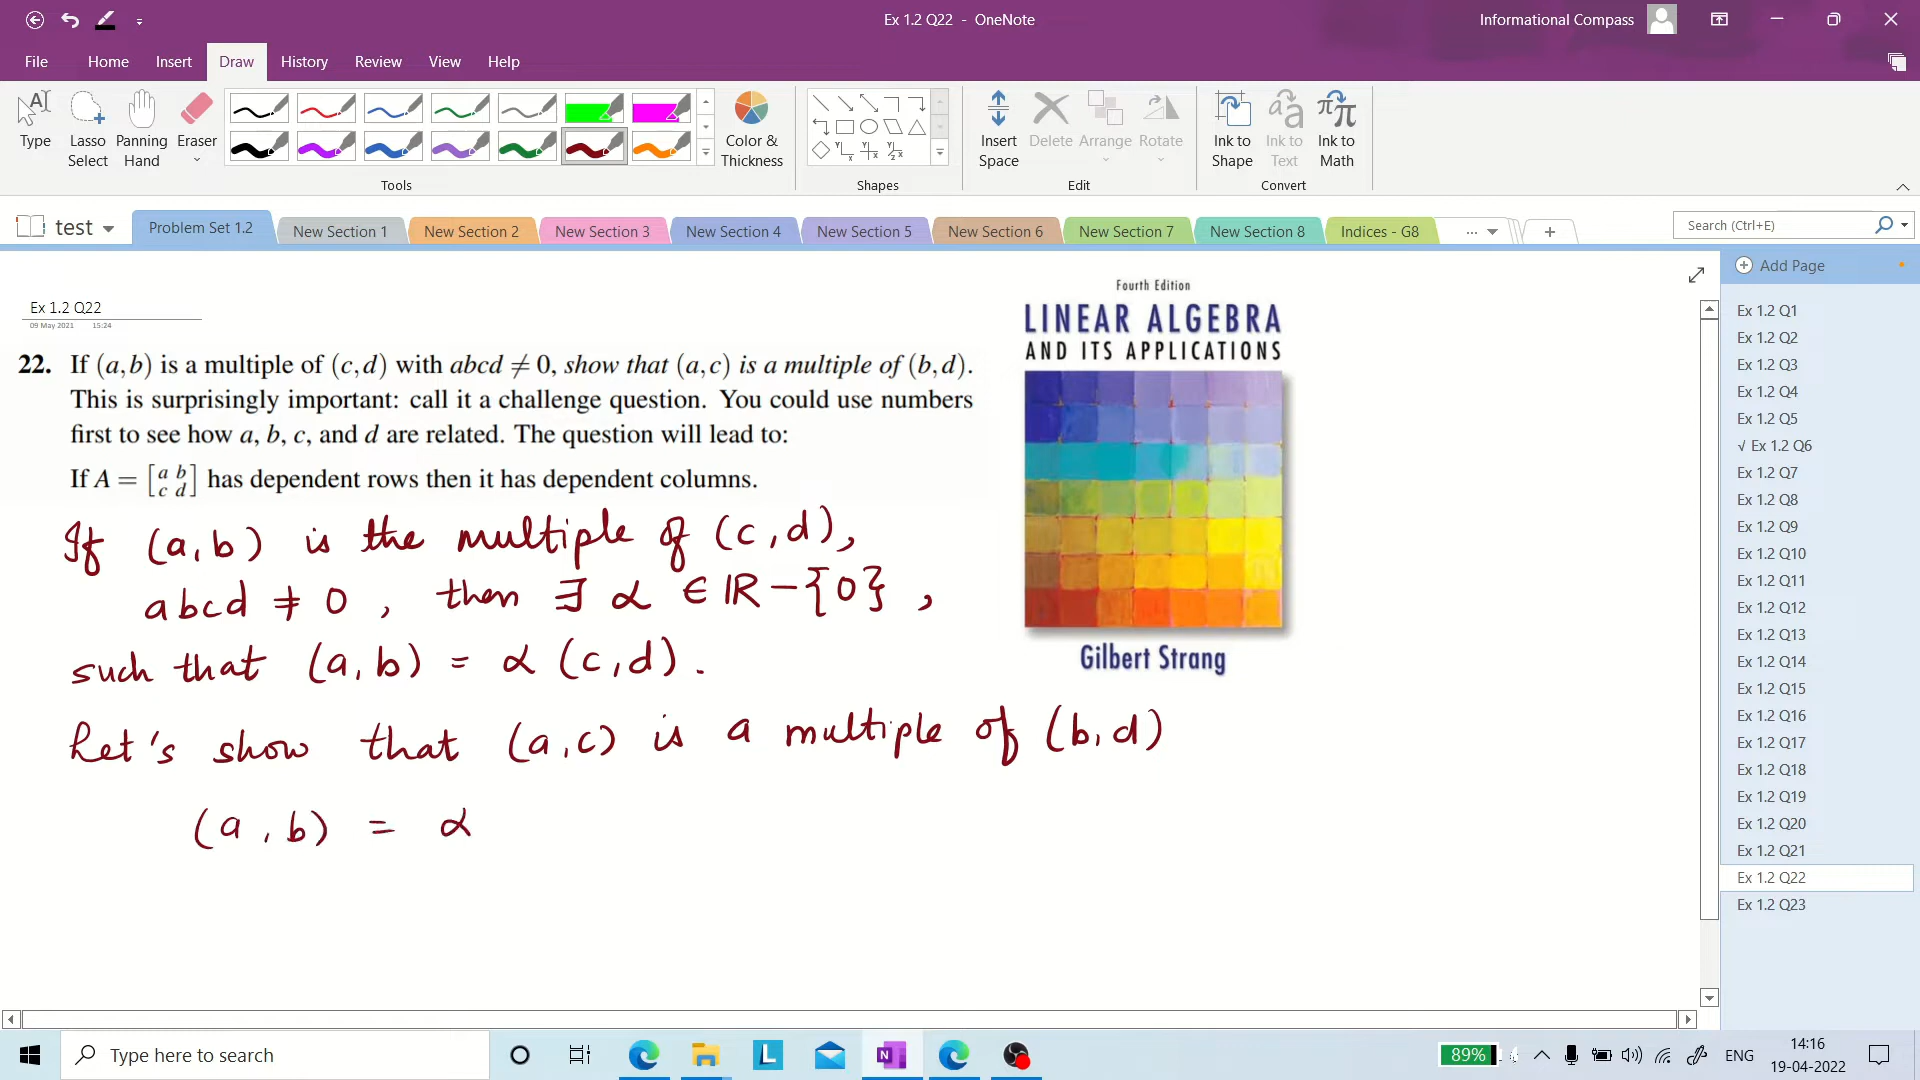 Ex 1.2 Q22 - OneNote
Informational Compass
File Home Insert Draw History Review View Help
Type
Lasso Select
Panning Hand
Eraser
Color & Thickness
Insert Space
Delete
Arrange
Rotate
Ink to Shape
Ink to Text
Ink to Math
Tools
Shapes
Edit
Convert
test
Problem Set 1.2
New Section 1
New Section 2
New Section 3
New Section 4
New Section 5
New Section 6
New Section 7
New Section 8
Indices - G8
...
Search (Ctrl+E)
Add Page
Ex 1.2 Q22
09 May 2021 15:24
22. If (a,b) is a multiple of (c,d) with abcd ≠ 0, show that (a,c) is a multiple of (b,d).
This is surprisingly important: call it a challenge question. You could use numbers
first to see how a, b, c, and d are related. The question will lead to:
If A = [a b
c d] has dependent rows then it has dependent columns.
If (a,b) is the multiple of (c,d),
abcd ≠ 0, then ∃ α ∈ ℝ-{0},
such that (a,b) = α (c,d).
Let's show that (a,c) is a multiple of (b,d)
(a,b) = α
Fourth Edition
LINEAR ALGEBRA
AND ITS APPLICATIONS
Gilbert Strang
Ex 1.2 Q1
Ex 1.2 Q2
Ex 1.2 Q3
Ex 1.2 Q4
Ex 1.2 Q5
√ Ex 1.2 Q6
Ex 1.2 Q7
Ex 1.2 Q8
Ex 1.2 Q9
Ex 1.2 Q10
Ex 1.2 Q11
Ex 1.2 Q12
Ex 1.2 Q13
Ex 1.2 Q14
Ex 1.2 Q15
Ex 1.2 Q16
Ex 1.2 Q17
Ex 1.2 Q18
Ex 1.2 Q19
Ex 1.2 Q20
Ex 1.2 Q21
Ex 1.2 Q22
Ex 1.2 Q23
Type here to search
L
N
89%
ENG
14:16
19-04-2022